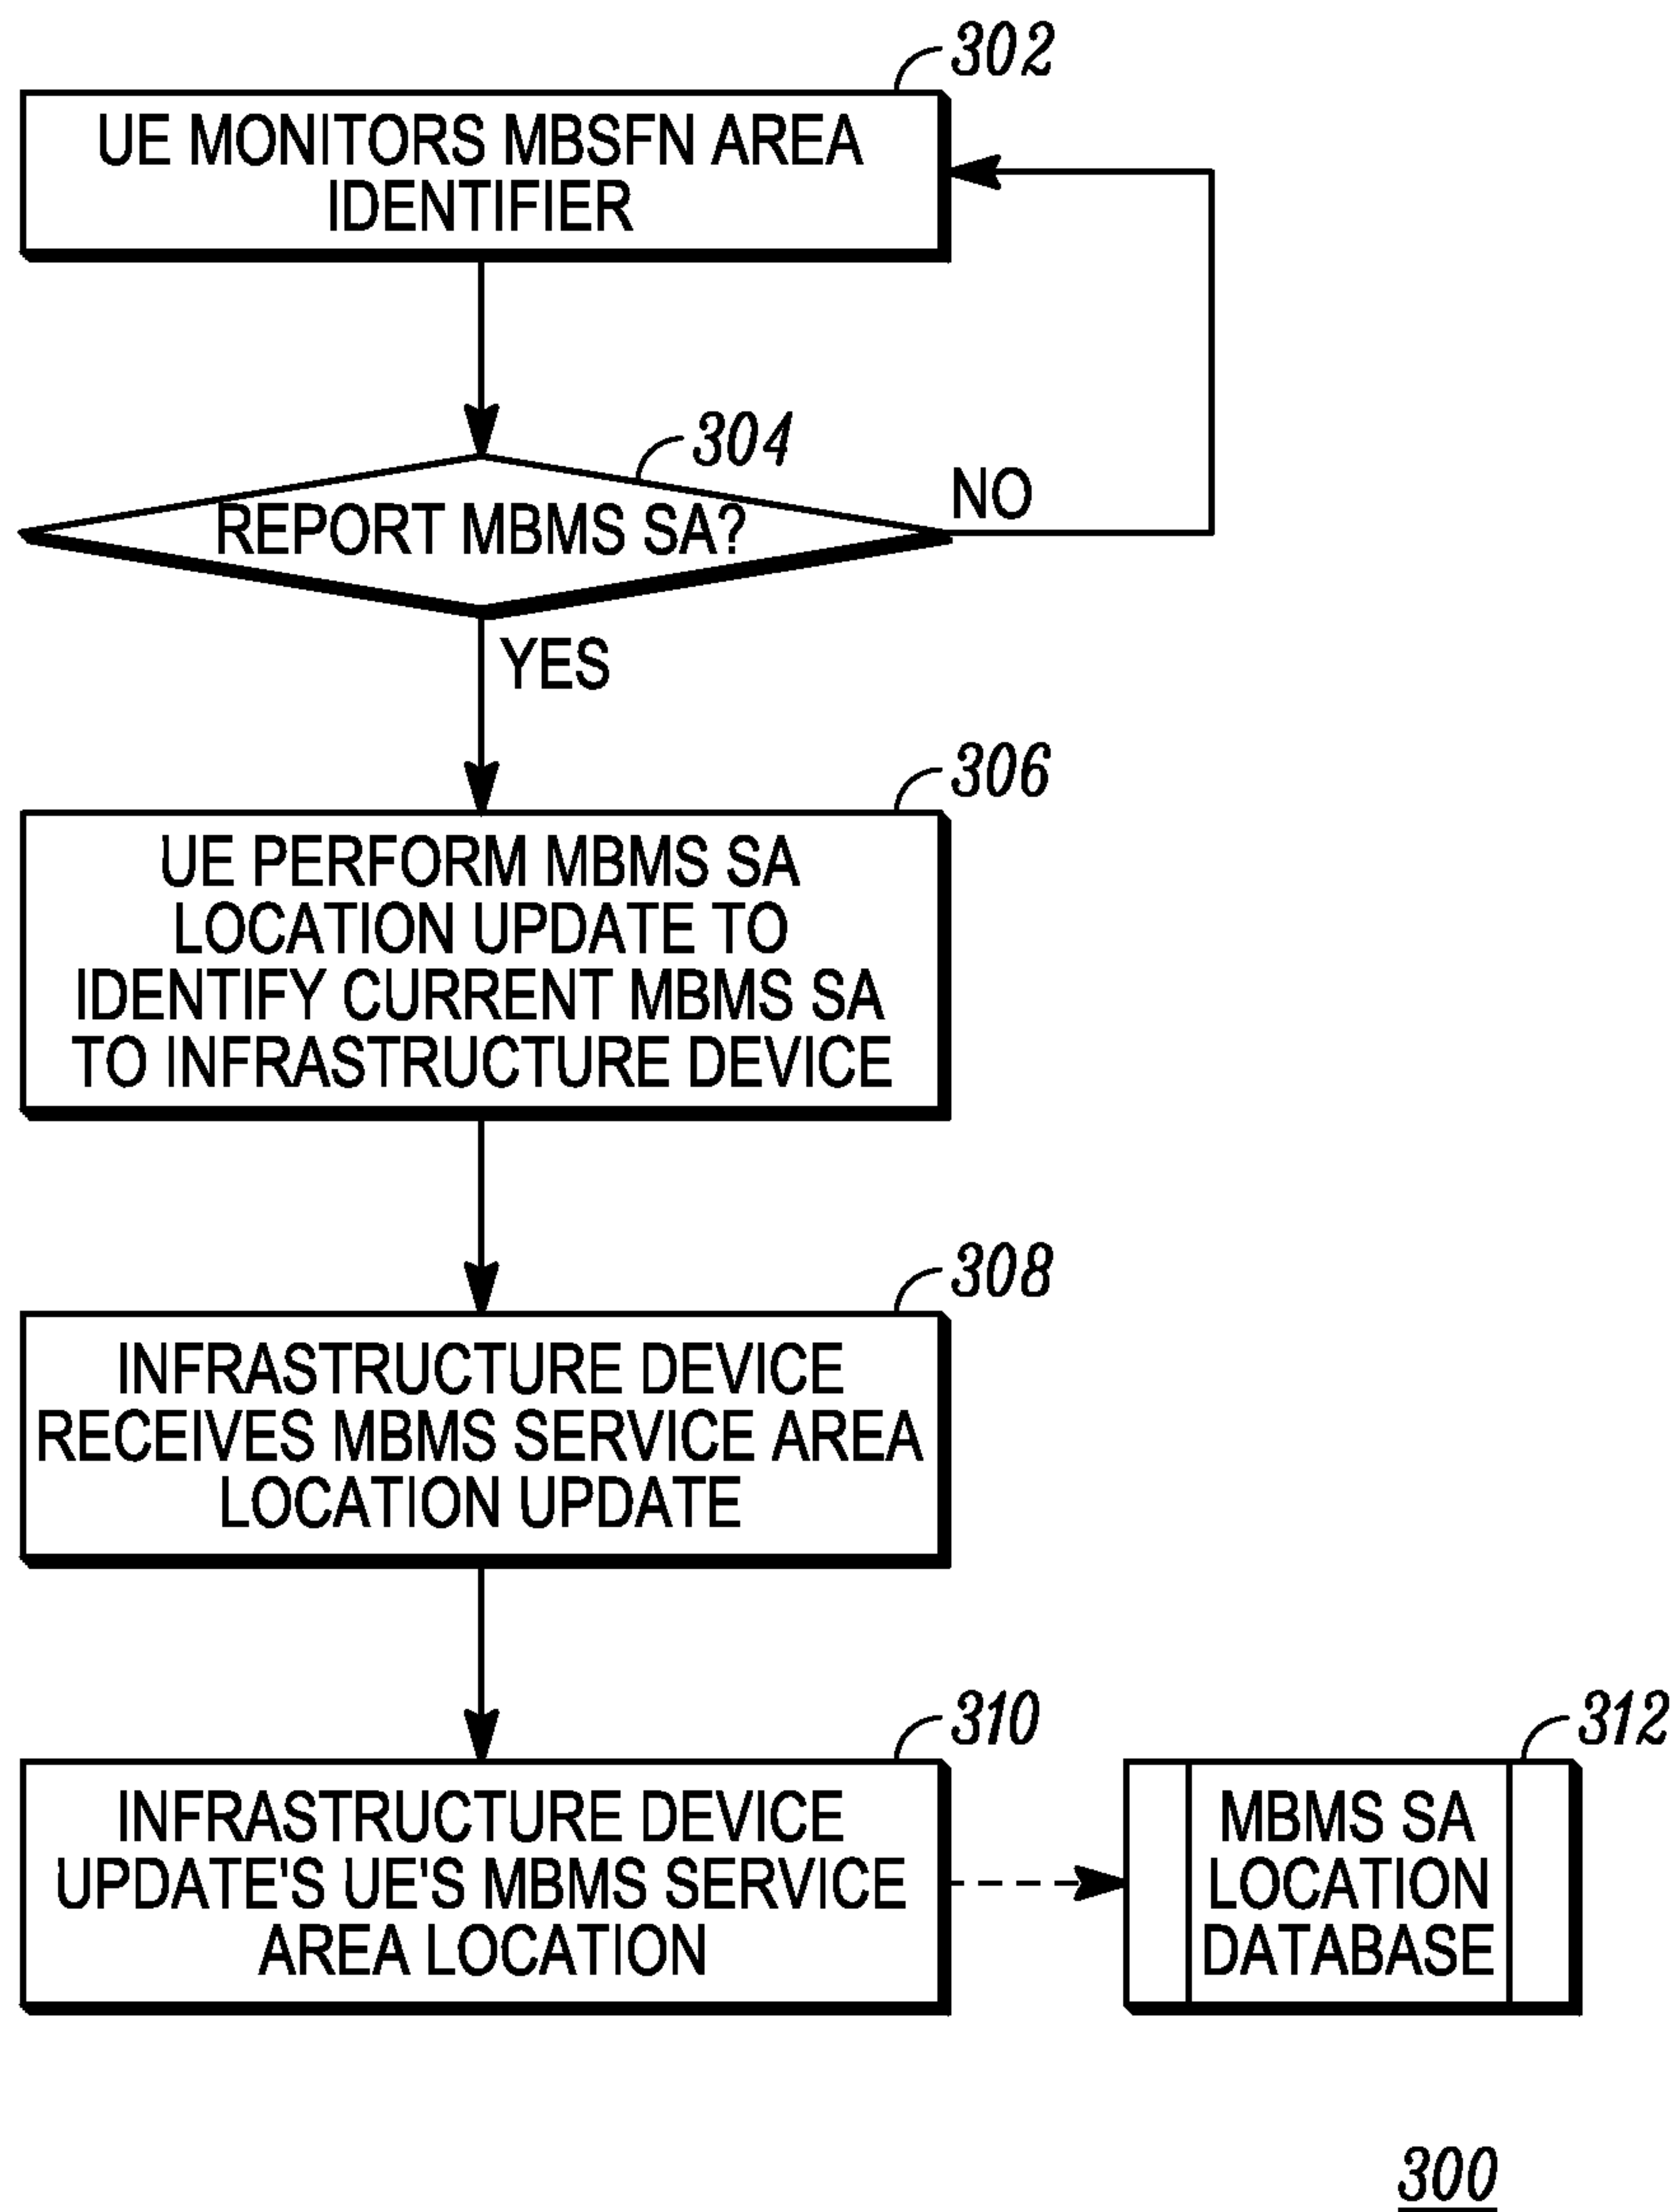 302
UE MONITORS MBSFN AREA
IDENTIFIER
304
REPORT MBMS SA?
NO
YES
306
UE PERFORM MBMS SA
LOCATION UPDATE TO
IDENTIFY CURRENT MBMS SA
TO INFRASTRUCTURE DEVICE
308
INFRASTRUCTURE DEVICE
RECEIVES MBMS SERVICE AREA
LOCATION UPDATE
310
INFRASTRUCTURE DEVICE
UPDATE'S UE'S MBMS SERVICE
AREA LOCATION
312
MBMS SA
LOCATION
DATABASE
300